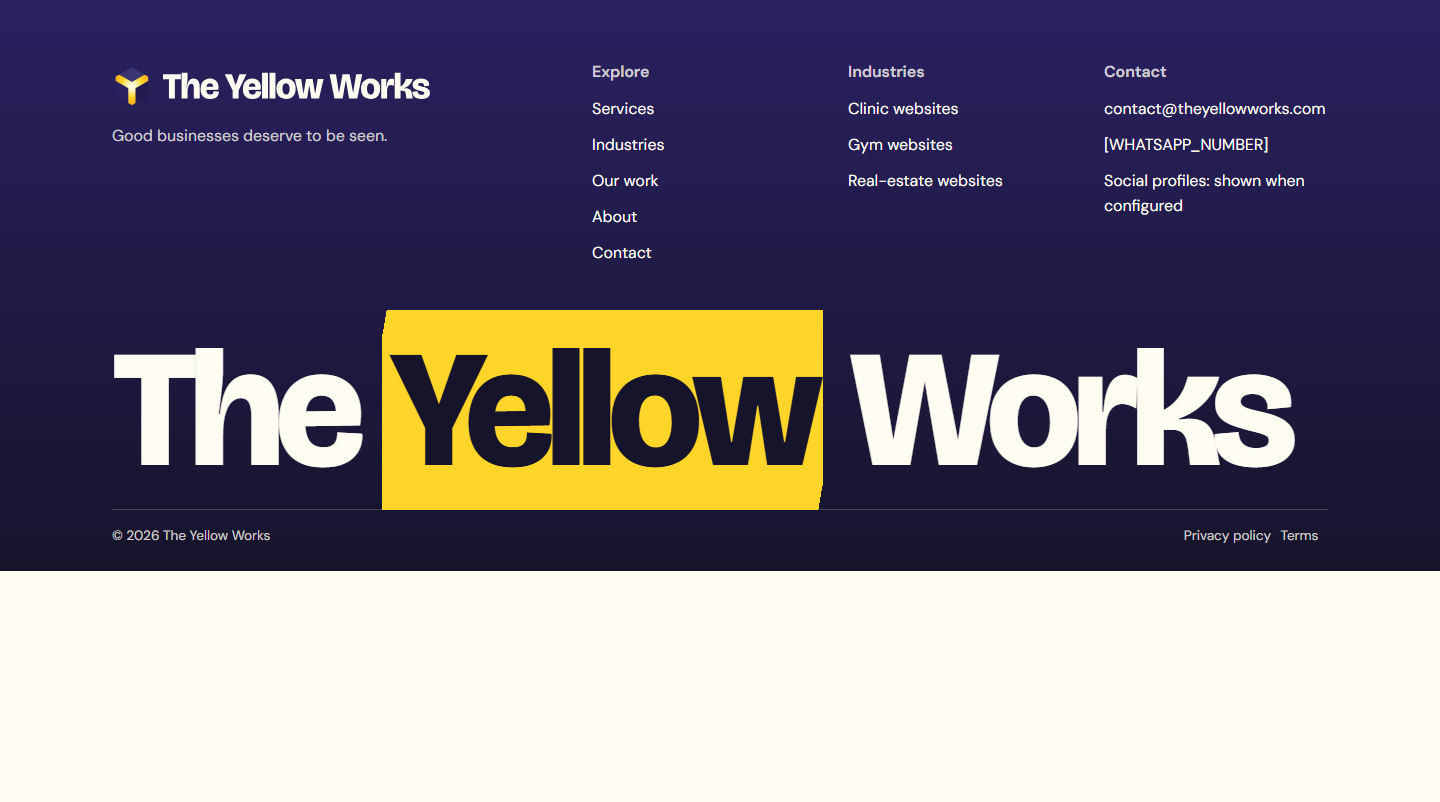 The Yellow Works
Good businesses deserve to be seen.
Explore
Services
Industries
Our work
About
Contact
Industries
Clinic websites
Gym websites
Real-estate websites
Contact
contact@theyellowworks.com
[WHATSAPP_NUMBER]
Social profiles: shown when
configured
The Yellow Works
© 2026 The Yellow Works
Privacy policy Terms